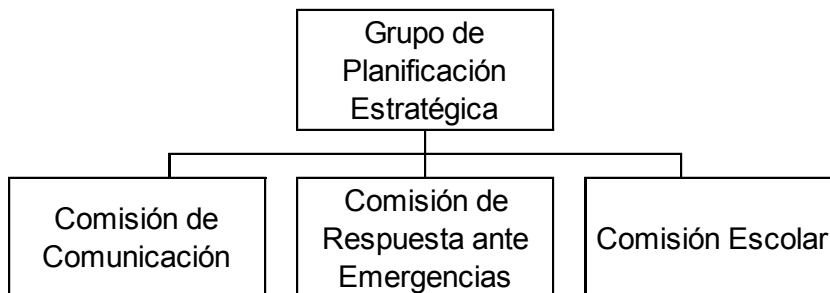 Grupo de
Planificación
Estratégica
Comisión de
Comunicación
Comisión de
Respuesta ante
Emergencias
Comisión Escolar